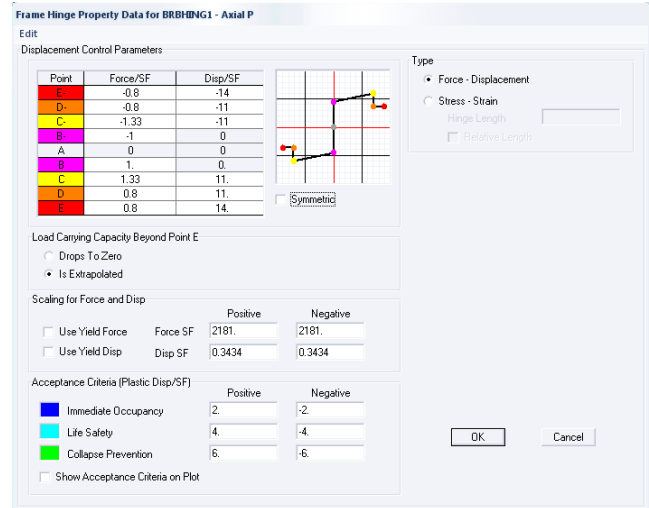 Frame Hinge Property Data for BRBHING1 - Axial P
Edit
Displacement Control Parameters
Point Force/SF Disp/SF
E- -0.8 -14
D- -0.8 -11
C- -1.33 -11
B- -1 0
A 0 0
B 1. 0.
C 1.33 11.
D 0.8 11.
E 0.8 14.
Symmetric
Type
Force - Displacement
Stress - Strain
Hinge Length
Relative Length
Load Carrying Capacity Beyond Point E
Drops To Zero
Is Extrapolated
Scaling for Force and Disp
Positive Negative
Use Yield Force Force SF 2181. 2181.
Use Yield Disp Disp SF 0.3434 0.3434
Acceptance Criteria (Plastic Disp/SF)
Positive Negative
Immediate Occupancy 2. -2.
Life Safety 4. -4.
Collapse Prevention 6. -6.
Show Acceptance Criteria on Plot
OK Cancel